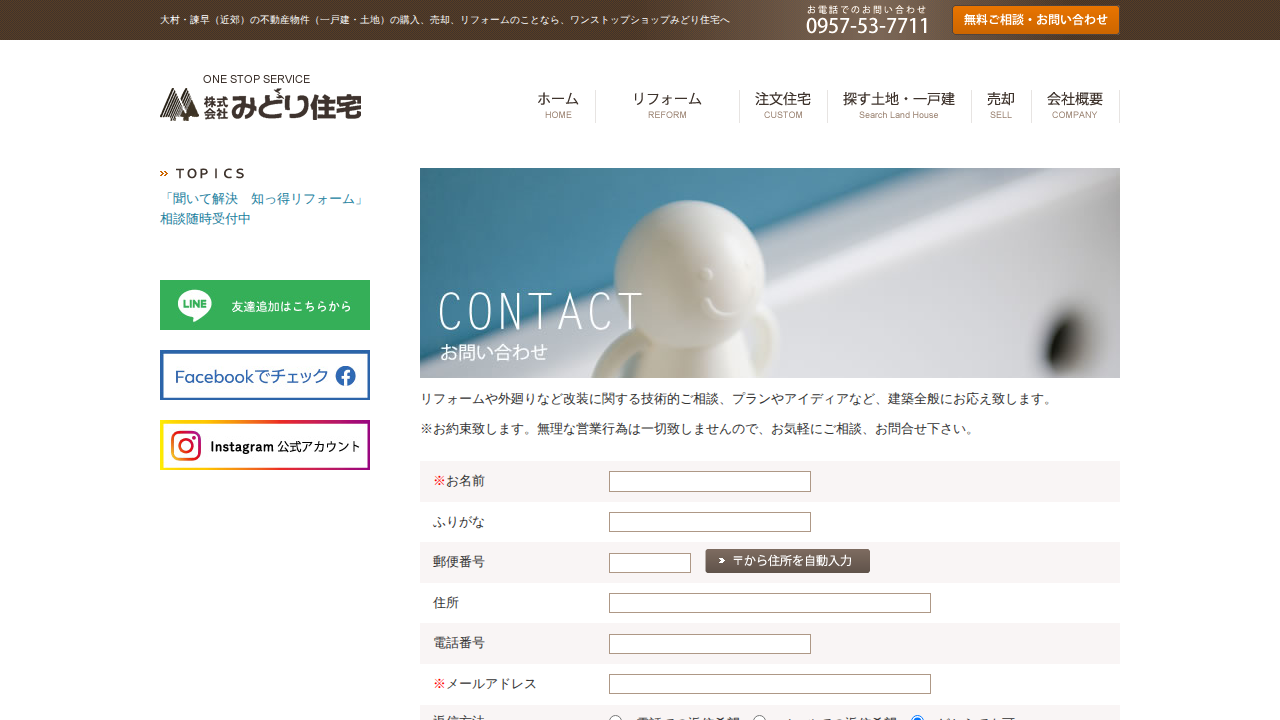 大村・諫早（近郊）の不動産物件（一戸建・土地）の購入、売却、リフォームのことなら、ワンストップショップみどり住宅へ
お電話でのお問い合わせ
0957-53-7711
無料ご相談・お問い合わせ
ONE STOP SERVICE
株式会社みどり住宅
ホーム
HOME
リフォーム
REFORM
注文住宅
CUSTOM
探す土地・一戸建
Search Land House
売却
SELL
会社概要
COMPANY
TOPICS
「聞いて解決　知っ得リフォーム」
相談随時受付中
LINE 友達追加はこちらから
Facebookでチェック
Instagram 公式アカウント
CONTACT
お問い合わせ
リフォームや外廻りなど改装に関する技術的ご相談、プランやアイディアなど、建築全般にお応え致します。
※お約束致します。無理な営業行為は一切致しませんので、お気軽にご相談、お問合せ下さい。
※お名前
ふりがな
郵便番号
〒から住所を自動入力
住所
電話番号
※メールアドレス
返信方法